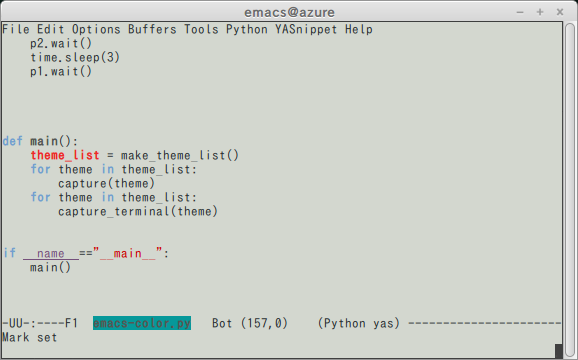 emacs@azure
File Edit Options Buffers Tools Python YASnippet Help
    p2.wait()
    time.sleep(3)
    p1.wait()
def main():
    theme_list = make_theme_list()
    for theme in theme_list:
        capture(theme)
    for theme in theme_list:
        capture_terminal(theme)
if __name__=="__main__":
    main()
-UU-:----F1  emacs-color.py   Bot (157,0)    (Python yas) ----------------------
Mark set